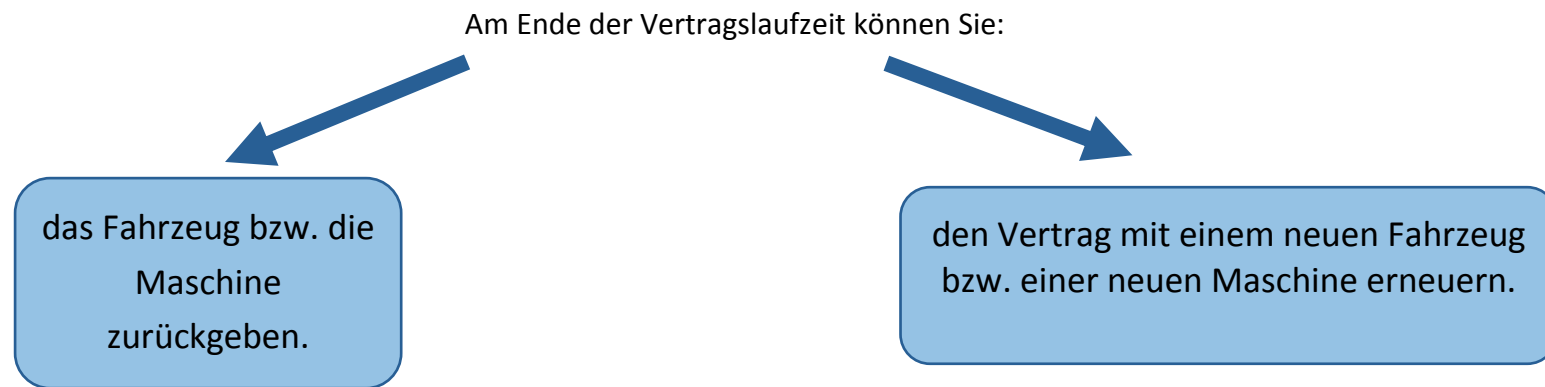 Am Ende der Vertragslaufzeit können Sie:
das Fahrzeug bzw. die
Maschine
zurückgeben.
den Vertrag mit einem neuen Fahrzeug
bzw. einer neuen Maschine erneuern.